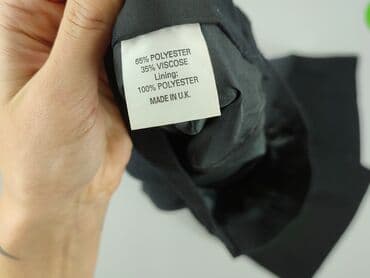 65% POLYESTER
35% VISCOSE
Lining:
100% POLYESTER
MADE IN U.K.